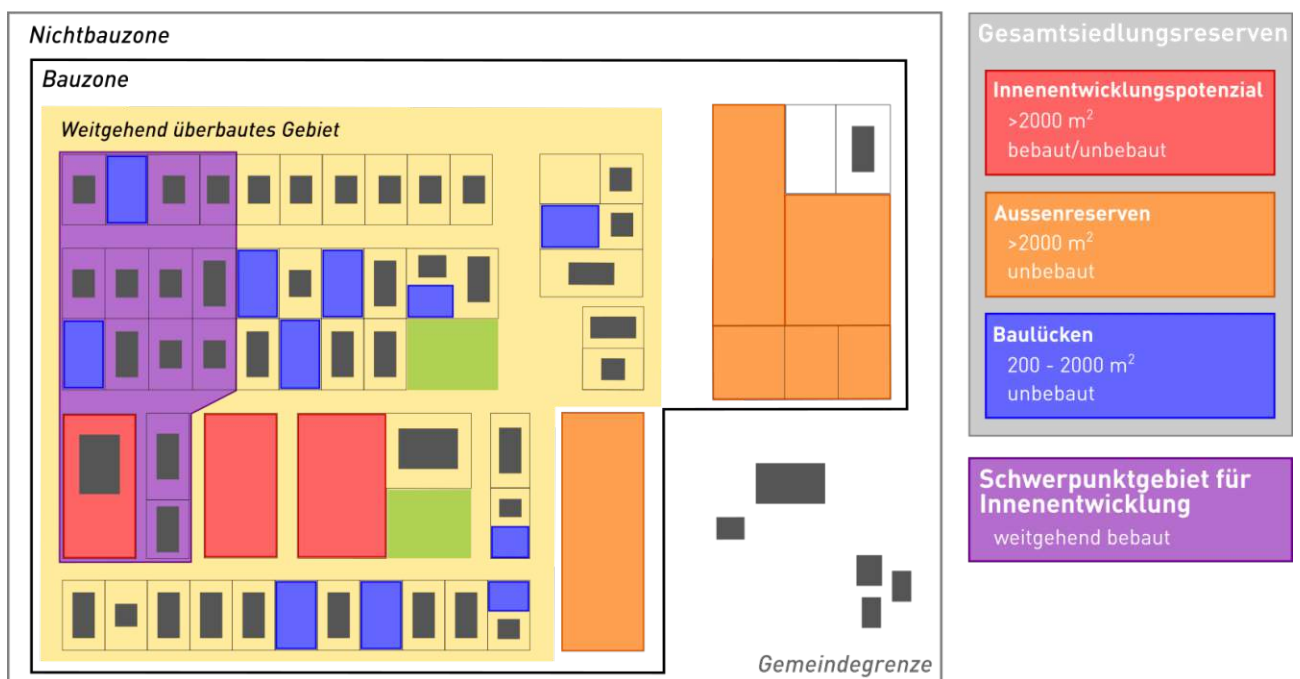 Nichtbauzone
Bauzone
Weitgehend überbautes Gebiet
Gemeindegrenze
Gesamtsiedlungsreserven
Innenentwicklungspotenzial
>2000 m²
bebaut/unbebaut
Aussenreserven
>2000 m²
unbebaut
Baulücken
200 - 2000 m²
unbebaut
Schwerpunktgebiet für
Innenentwicklung
weitgehend bebaut